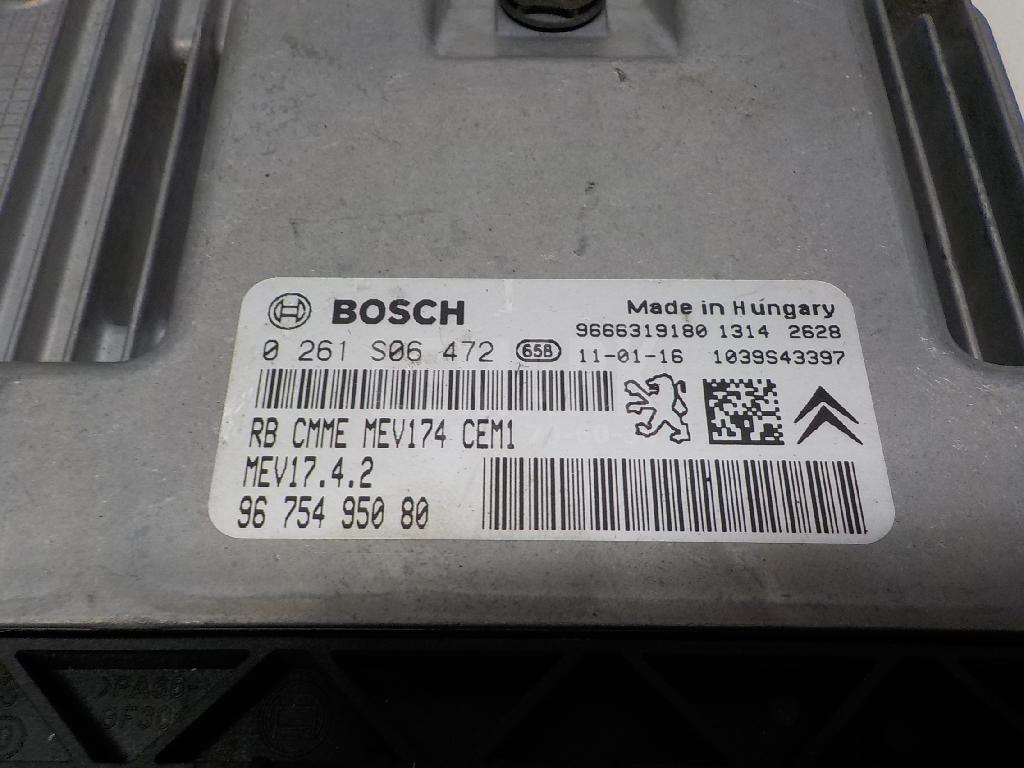 BOSCH
Made in Hungary
9666319180 1314 2628
0 261 S06 472 65B 11-01-16 1039S43397
RB CMME MEV174 CEM1
MEV17.4.2
96 754 950 80